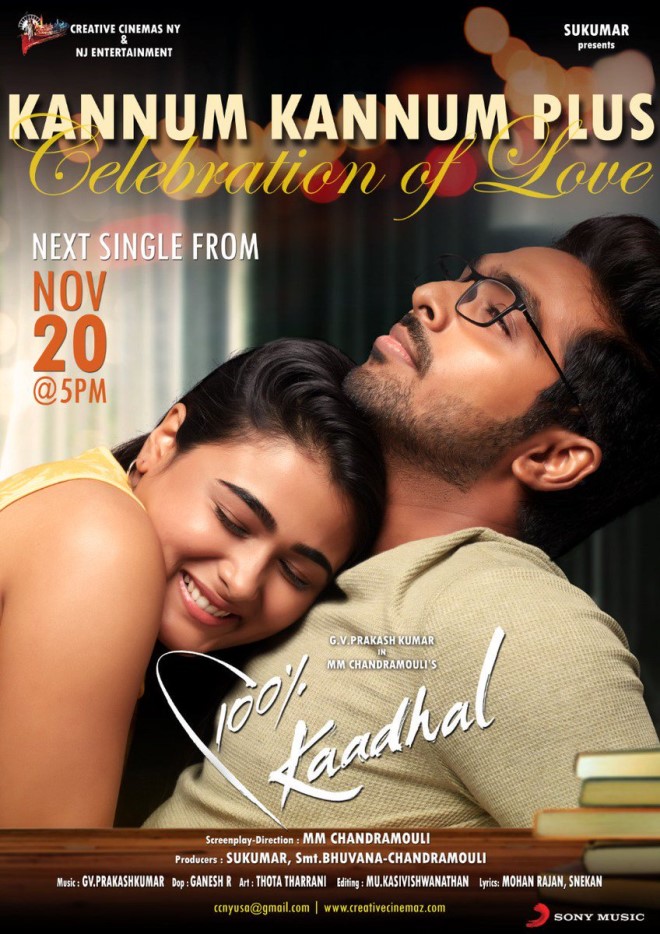 CREATIVE CINEMAS NY
&
NJ ENTERTAINMENT
SUKUMAR
presents
KANNUM KANNUM PLUS
Celebration of Love
NEXT SINGLE FROM
NOV
20
@5PM
G.V.PRAKASH KUMAR
IN
MM CHANDRAMOULI'S
100%
Kaadhal
Screenplay-Direction : MM CHANDRAMOULI
Producers : SUKUMAR, Smt.BHUVANA-CHANDRAMOULI
Music : GV.PRAKASHKUMAR Dop : GANESH R Art : THOTA THARRANI Editing : MU.KASIVISHWANATHAN Lyrics: MOHAN RAJAN, SNEKAN
ccnyusa@gmail.com | www.creativecinemaz.com
SONY MUSIC